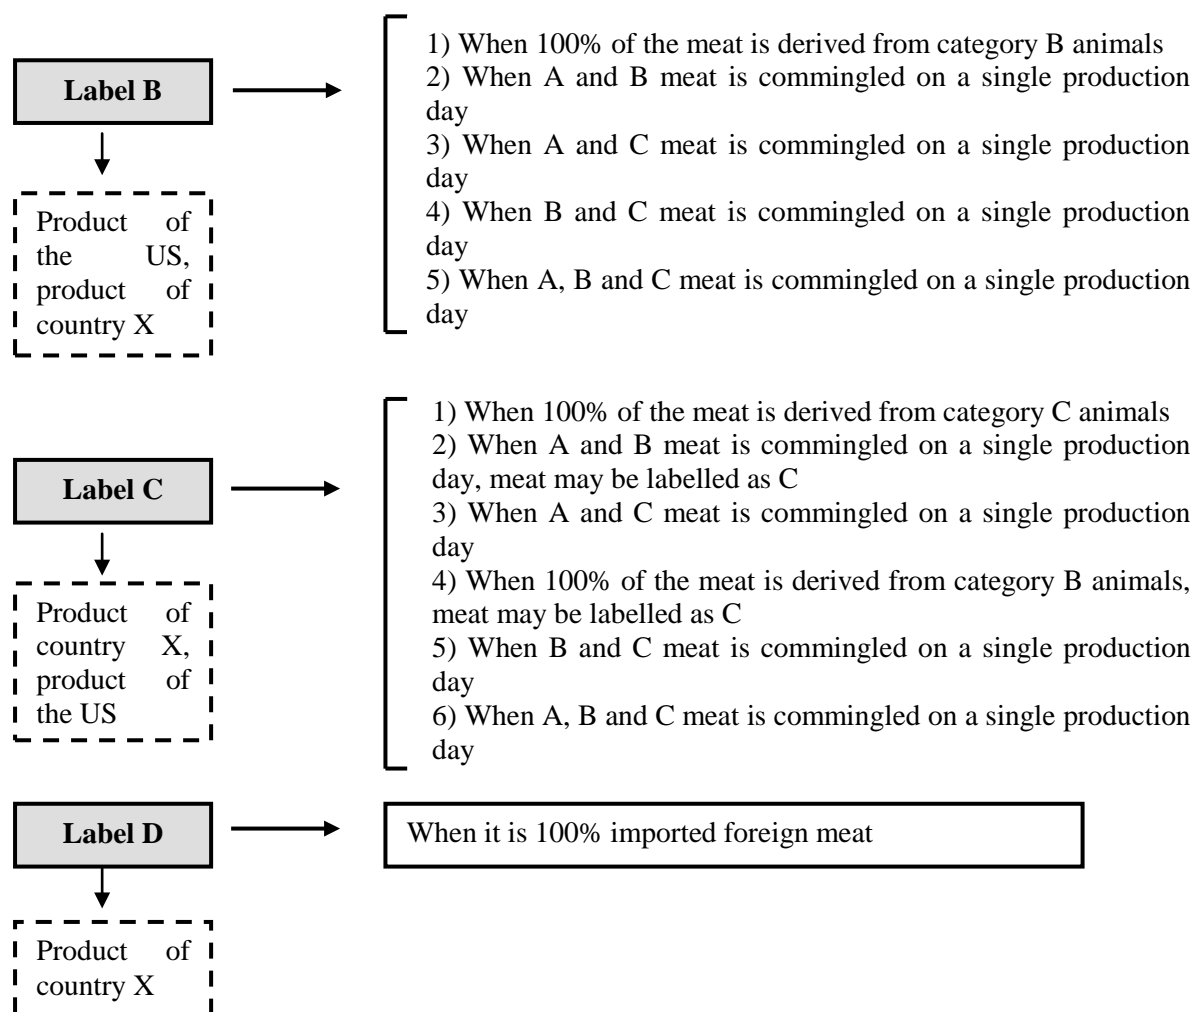 Label B
Product of
the US,
product of
country X
1) When 100% of the meat is derived from category B animals
2) When A and B meat is commingled on a single production
day
3) When A and C meat is commingled on a single production
day
4) When B and C meat is commingled on a single production
day
5) When A, B and C meat is commingled on a single production
day
Label C
Product of
country X,
product of
the US
1) When 100% of the meat is derived from category C animals
2) When A and B meat is commingled on a single production
day, meat may be labelled as C
3) When A and C meat is commingled on a single production
day
4) When 100% of the meat is derived from category B animals,
meat may be labelled as C
5) When B and C meat is commingled on a single production
day
6) When A, B and C meat is commingled on a single production
day
Label D
When it is 100% imported foreign meat
Product of
country X